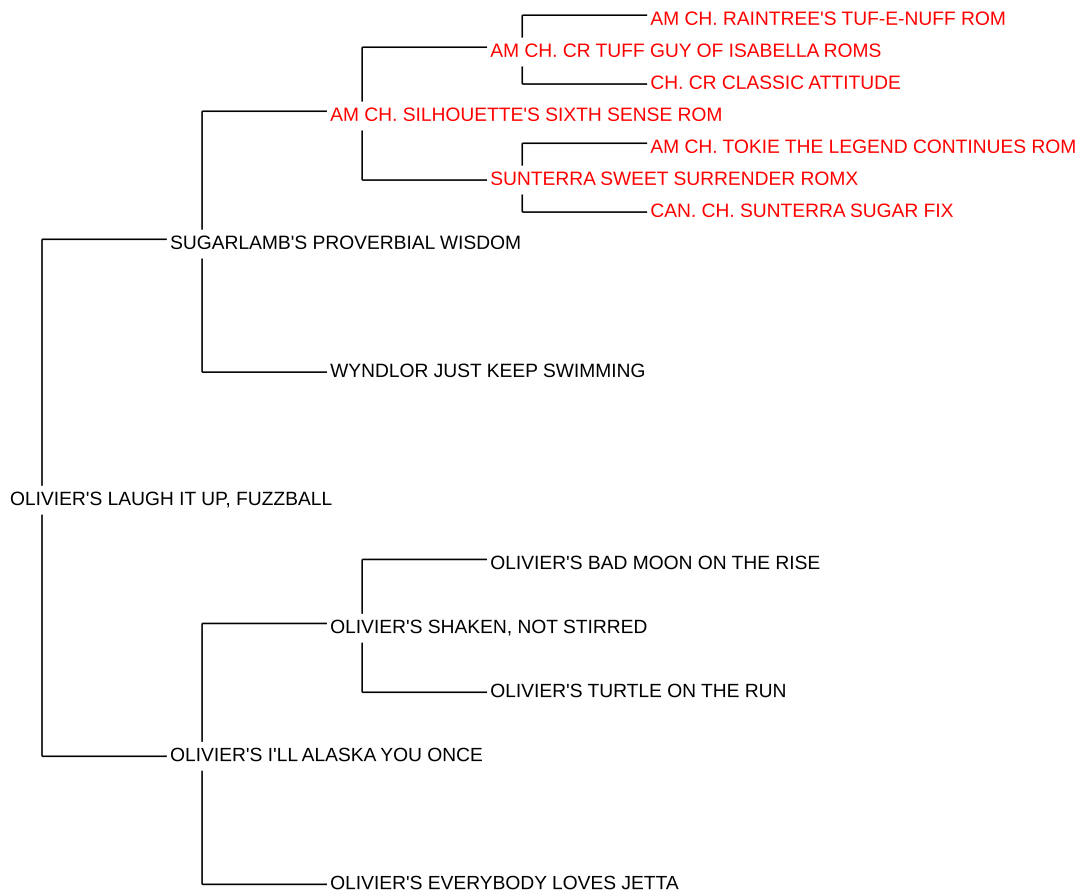 AM CH. RAINTREE'S TUF-E-NUFF ROM
AM CH. CR TUFF GUY OF ISABELLA ROMS
CH. CR CLASSIC ATTITUDE
AM CH. SILHOUETTE'S SIXTH SENSE ROM
AM CH. TOKIE THE LEGEND CONTINUES ROM
SUNTERRA SWEET SURRENDER ROMX
CAN. CH. SUNTERRA SUGAR FIX
SUGARLAMB'S PROVERBIAL WISDOM
WYNDLOR JUST KEEP SWIMMING
OLIVIER'S LAUGH IT UP, FUZZBALL
OLIVIER'S BAD MOON ON THE RISE
OLIVIER'S SHAKEN, NOT STIRRED
OLIVIER'S TURTLE ON THE RUN
OLIVIER'S I'LL ALASKA YOU ONCE
OLIVIER'S EVERYBODY LOVES JETTA